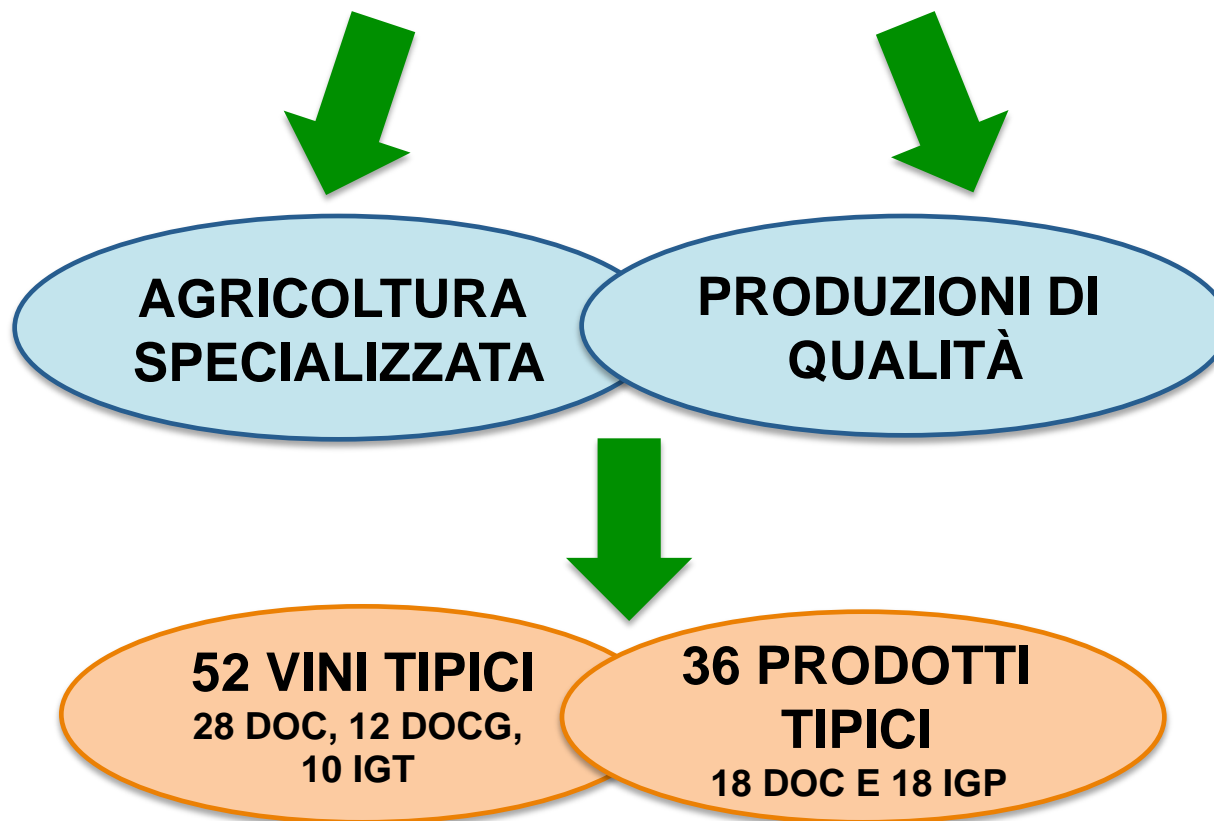 AGRICOLTURA
SPECIALIZZATA
PRODUZIONI DI
QUALITÀ
52 VINI TIPICI
28 DOC, 12 DOCG,
10 IGT
36 PRODOTTI
TIPICI
18 DOC E 18 IGP